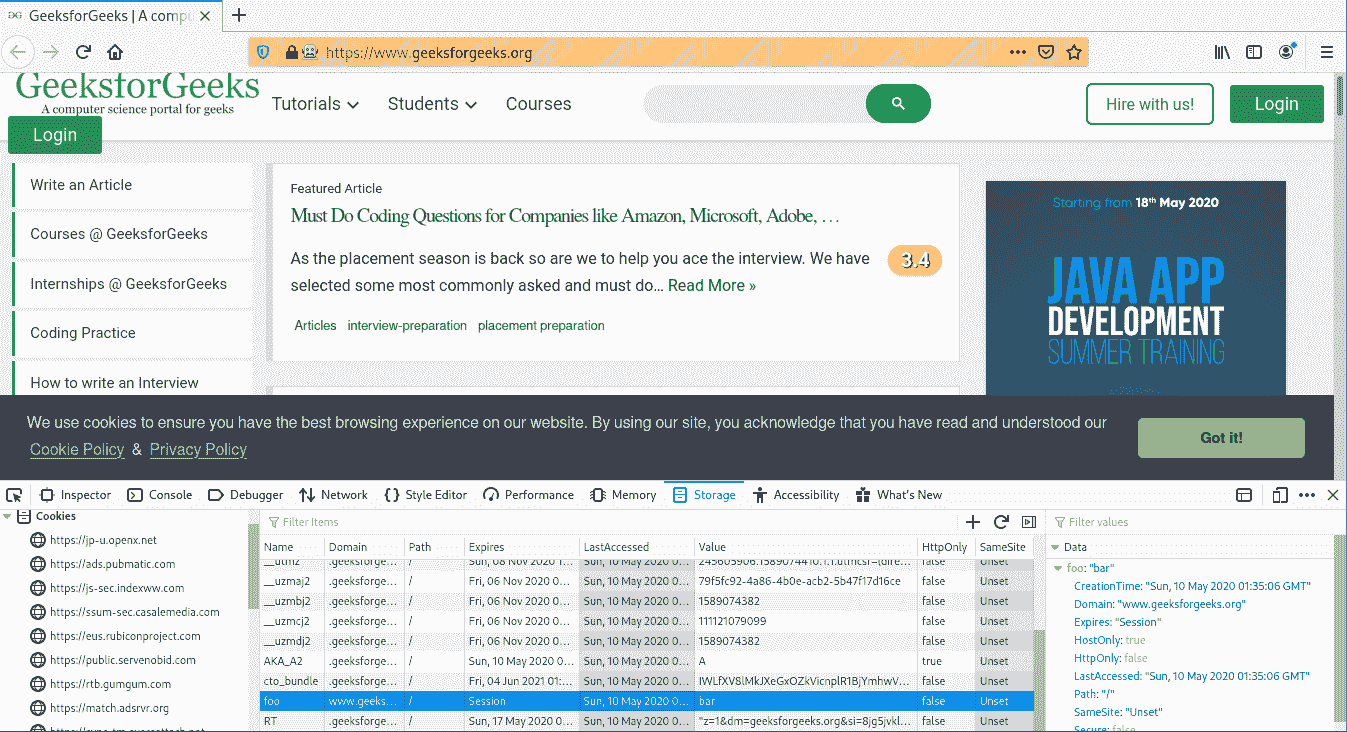 GeeksforGeeks | A compu
https://www.geeksforgeeks.org
GeeksforGeeks
A computer science portal for geeks
Tutorials
Students
Courses
Hire with us!
Login
Login
Write an Article
Courses @ GeeksforGeeks
Internships @ GeeksforGeeks
Coding Practice
How to write an Interview
Featured Article
Must Do Coding Questions for Companies like Amazon, Microsoft, Adobe, . . .
As the placement season is back so are we to help you ace the interview. We have
selected some most commonly asked and must do... Read More »
3.4
Articles interview-preparation placement preparation
Starting from 18th May 2020
JAVA APP
DEVELOPMENT
SUMMER TRAINING
We use cookies to ensure you have the best browsing experience on our website. By using our site, you acknowledge that you have read and understood our
Cookie Policy & Privacy Policy
Got it!
Inspector Console Debugger Network Style Editor Performance Memory Storage Accessibility What's New
Cookies
https://jp-u.openx.net
https://ads.pubmatic.com
https://js-sec.indexww.com
https://ssum-sec.casalemedia.com
https://eus.rubiconproject.com
https://public.servenobid.com
https://rtb.gumgum.com
https://match.adsrvr.org
Filter Items
Name Domain Path Expires LastAccessed Value HttpOnly SameSite
__utmz .geeksforge... / Sun, 08 Nov 2020 1... Sun, 10 May 2020 0... false Unset
__uzmaj2 .geeksforge... / Fri, 06 Nov 2020 0... Sun, 10 May 2020 0... 79f5fc92-4a86-4b0e-acb2-5b47f17d16ce false Unset
__uzmbj2 .geeksforge... / Fri, 06 Nov 2020 0... Sun, 10 May 2020 0... 1589074382 false Unset
__uzmcj2 .geeksforge... / Fri, 06 Nov 2020 0... Sun, 10 May 2020 0... 111121079099 false Unset
__uzmdj2 .geeksforge... / Fri, 06 Nov 2020 0... Sun, 10 May 2020 0... 1589074382 false Unset
AKA_A2 .geeksforge... / Sun, 10 May 2020 ... Sun, 10 May 2020 0... A true Unset
cto_bundle .geeksforge... / Fri, 04 Jun 2021 01:... Sun, 10 May 2020 0... IWLfXV8lMkJXeGxOZkVicnplR1BjYmhwV... false Unset
foo www.geeks... / Session Sun, 10 May 2020 0... bar false Unset
RT .geeksforge... / Sun, 17 May 2020 0... Sun, 10 May 2020 0... "z=1&dm=geeksforgeeks.org&si=8jg5jvkl... false Unset
Filter values
Data
foo: "bar"
CreationTime: "Sun, 10 May 2020 01:35:06 GMT"
Domain: "www.geeksforgeeks.org"
Expires: "Session"
HostOnly: true
HttpOnly: false
LastAccessed: "Sun, 10 May 2020 01:35:06 GMT"
Path: "/"
SameSite: "Unset"
Secure: false